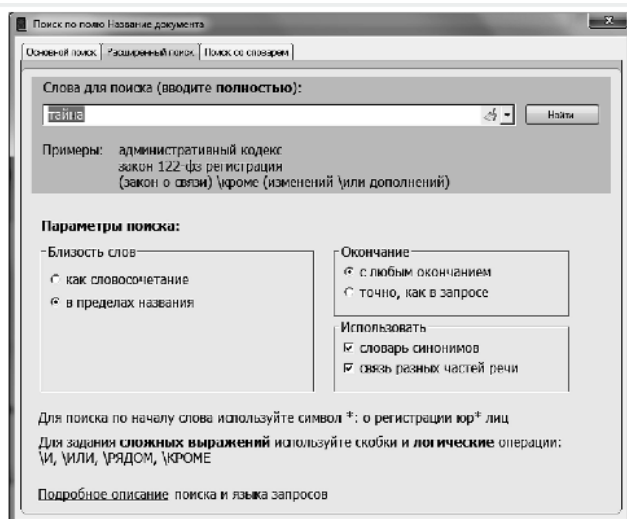 Поиск по полю Название документа
Основной поиск Расширенный поиск Поиск со словарем
Слова для поиска (вводите полностью):
тайна Найти
Примеры: административный кодекс
закон 122-фз регистрация
(закон о связи) \кроме (изменений \или дополнений)
Параметры поиска:
Близость слов
как словосочетание
в пределах названия
Окончание
с любым окончанием
точно, как в запросе
Использовать
словарь синонимов
связь разных частей речи
Для поиска по началу слова используйте символ *: о регистрации юр* лиц
Для задания сложных выражений используйте скобки и логические операции:
\И, \ИЛИ, \РЯДОМ, \КРОМЕ
Подробное описание поиска и языка запросов